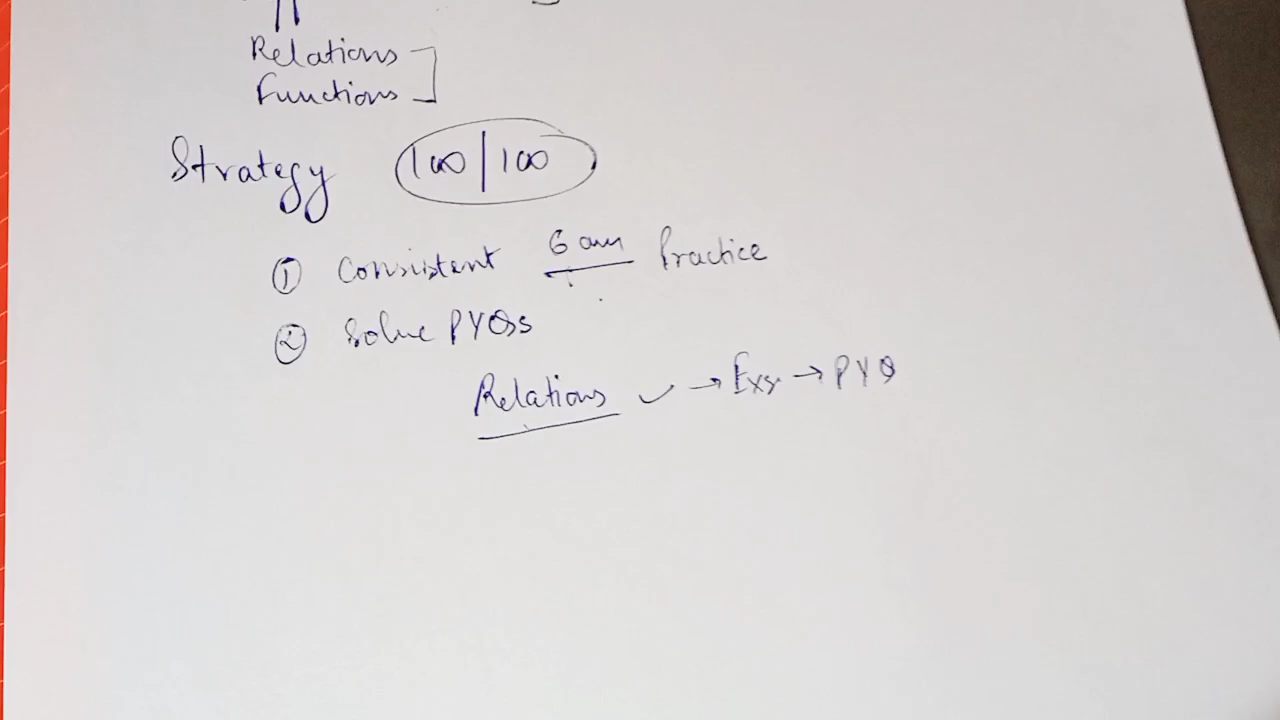 Relations
Functions
Strategy 100/100
① Consistent 6 am Practice
② Solve PYQs
Relations ✓ → Exs → PYQ